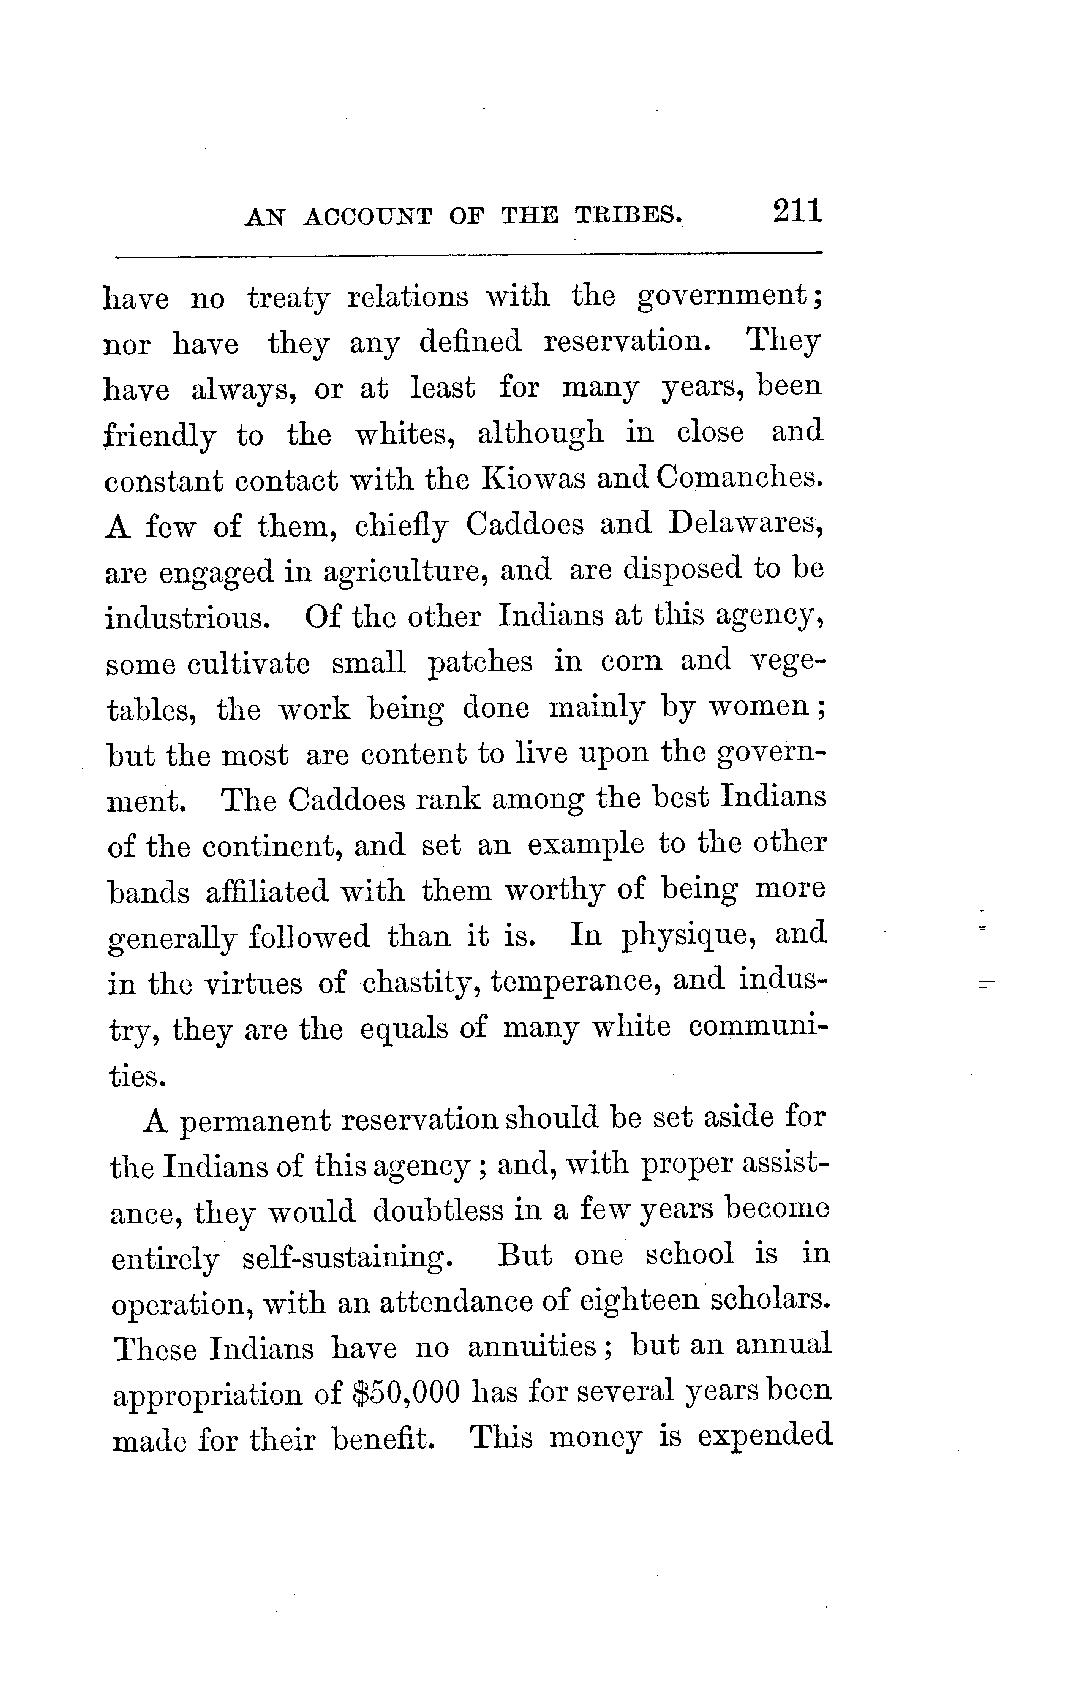 AN ACCOUNT OF THE TRIBES. 211
have no treaty relations with the government;
nor have they any defined reservation. They
have always, or at least for many years, been
friendly to the whites, although in close and
constant contact with the Kiowas and Comanches.
A few of them, chiefly Caddoes and Delawares,
are engaged in agriculture, and are disposed to be
industrious. Of the other Indians at this agency,
some cultivate small patches in corn and vege-
tables, the work being done mainly by women;
but the most are content to live upon the govern-
ment. The Caddoes rank among the best Indians
of the continent, and set an example to the other
bands affiliated with them worthy of being more
generally followed than it is. In physique, and
in the virtues of chastity, temperance, and indus-
try, they are the equals of many white communi-
ties.
A permanent reservation should be set aside for
the Indians of this agency; and, with proper assist-
ance, they would doubtless in a few years become
entirely self-sustaining. But one school is in
operation, with an attendance of eighteen scholars.
These Indians have no annuities; but an annual
appropriation of $50,000 has for several years been
made for their benefit. This money is expended